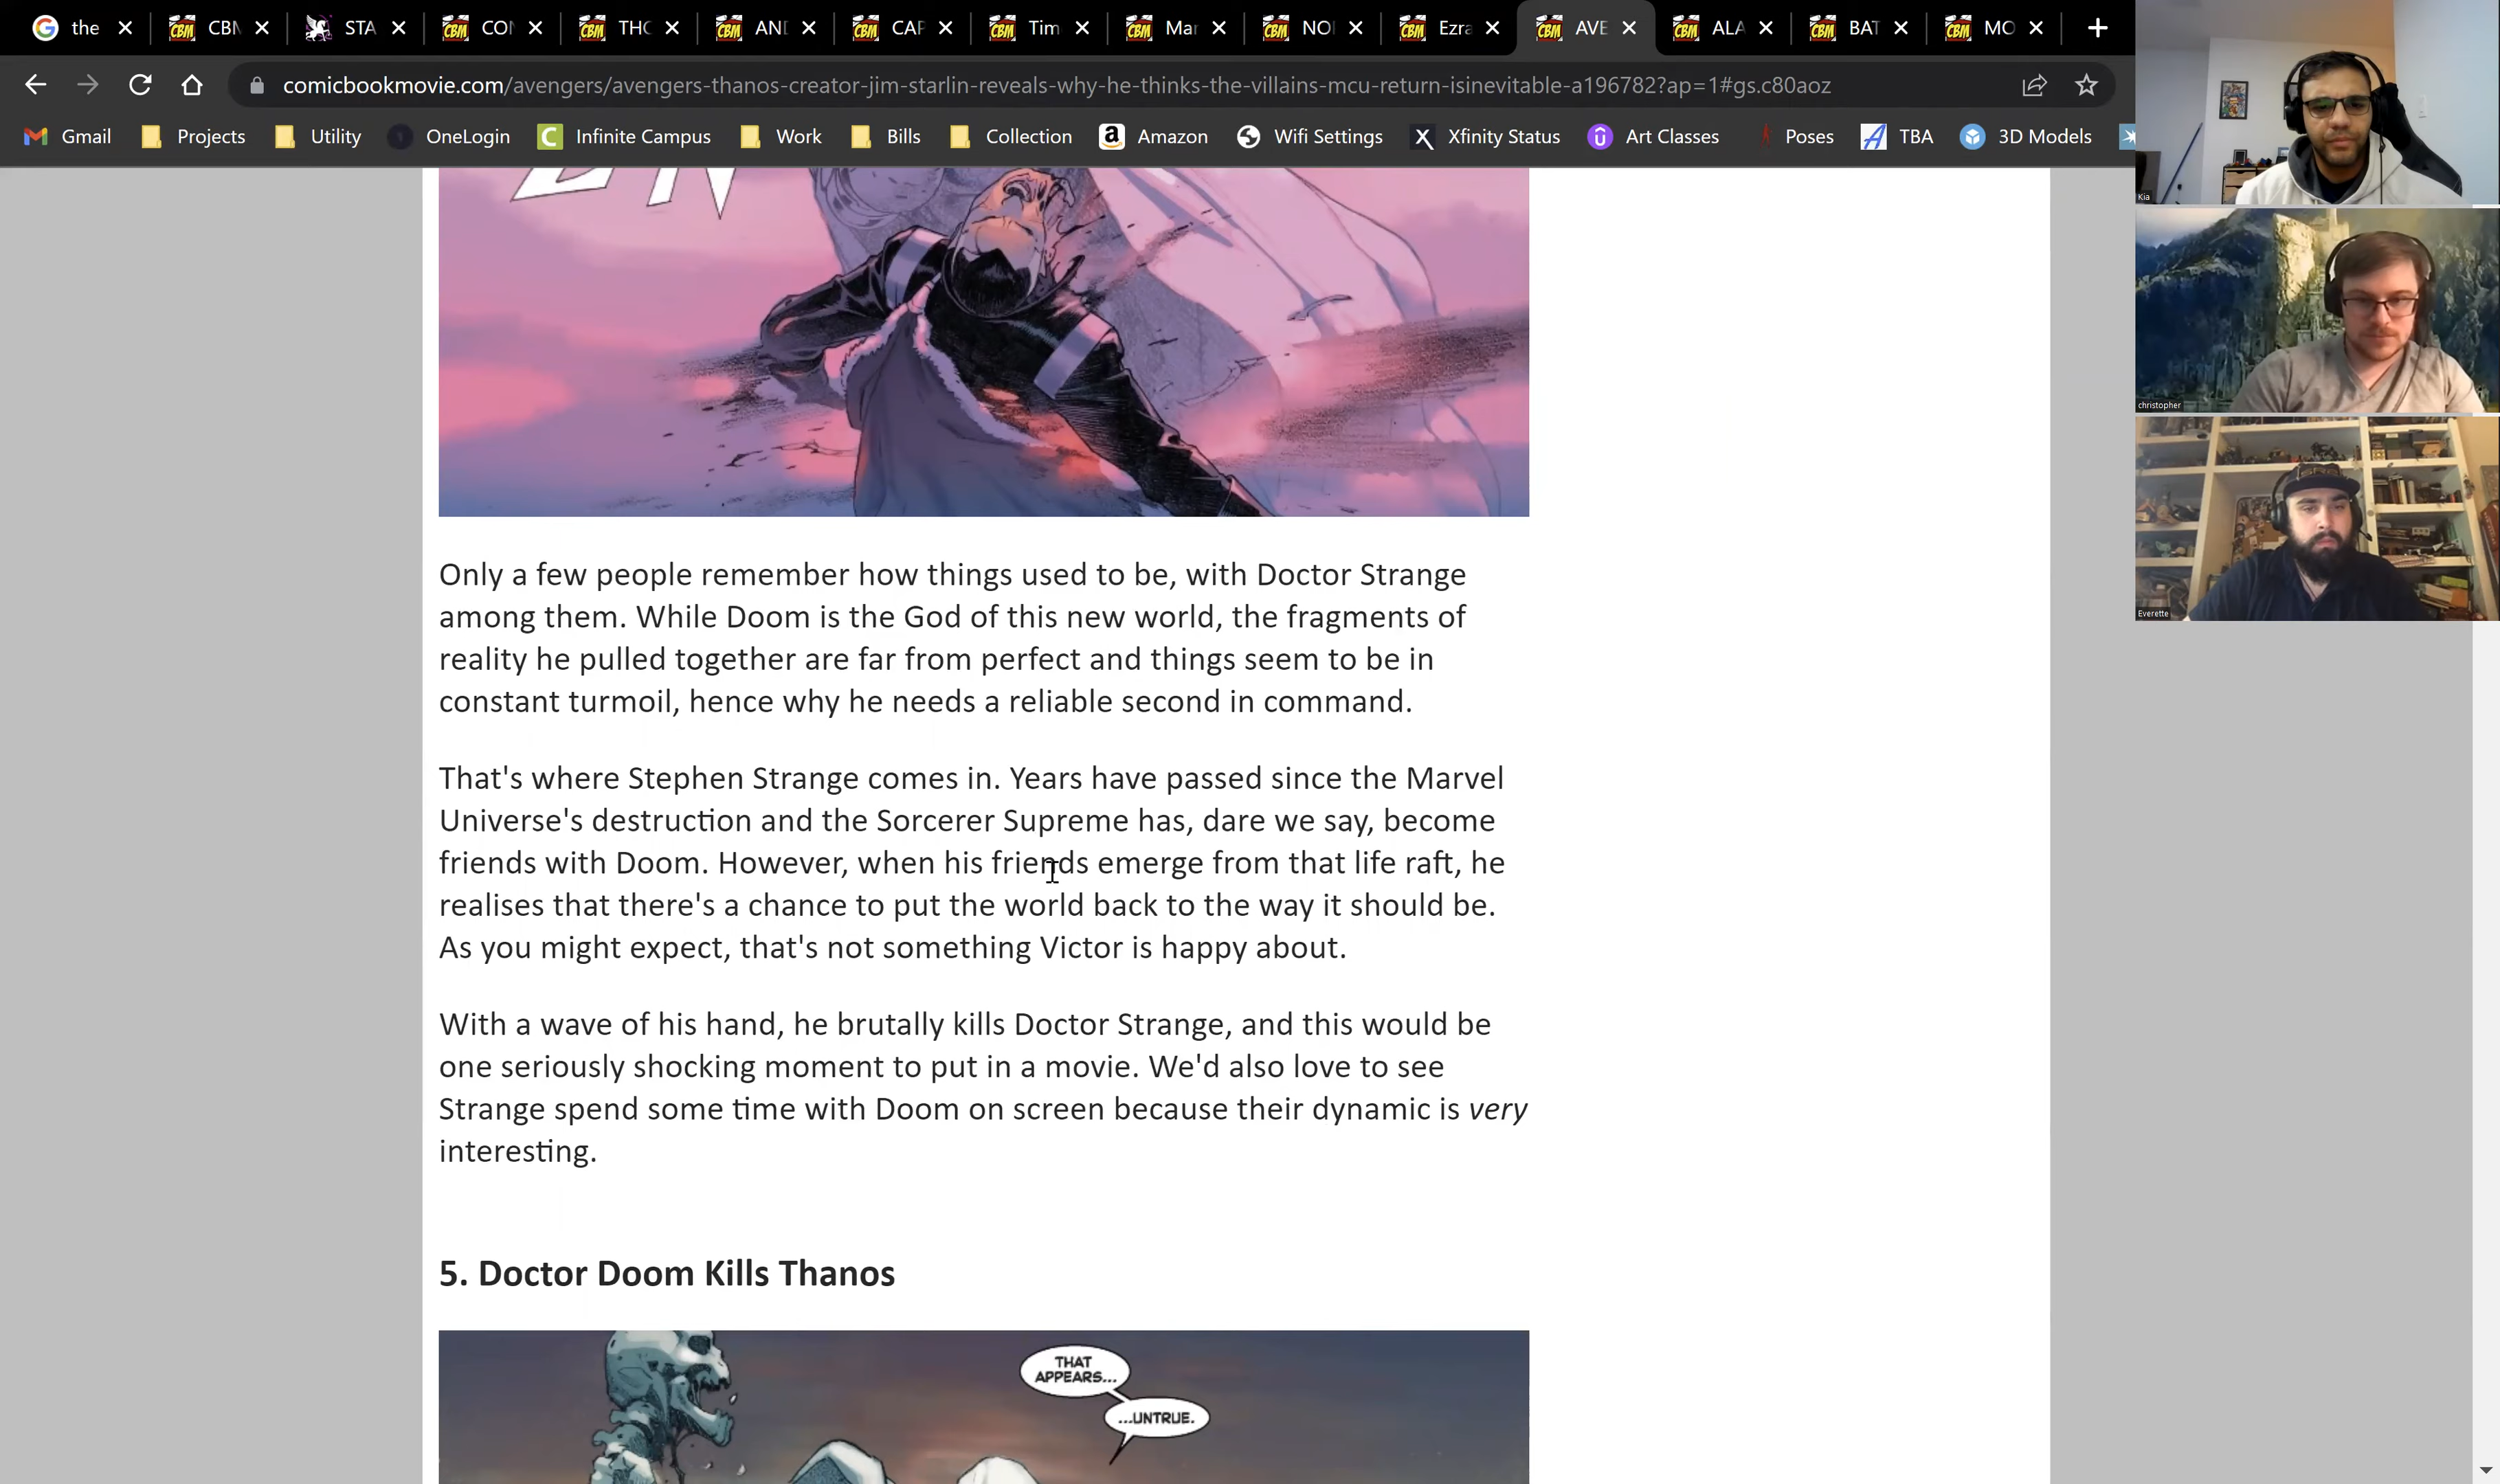 the
CBM
STA
CO
THO
AN
CAP
Tim
Mar
NO
Ezra
AVE
ALA
BAT
MO
comicbookmovie.com/avengers/avengers-thanos-creator-jim-starlin-reveals-why-he-thinks-the-villains-mcu-return-isinevitable-a196782?ap=1#gs.c80aoz
Gmail Projects Utility OneLogin Infinite Campus Work Bills Collection Amazon Wifi Settings Xfinity Status Art Classes Poses TBA 3D Models
Kia
christopher
Everette
Only a few people remember how things used to be, with Doctor Strange
among them. While Doom is the God of this new world, the fragments of
reality he pulled together are far from perfect and things seem to be in
constant turmoil, hence why he needs a reliable second in command.
That's where Stephen Strange comes in. Years have passed since the Marvel
Universe's destruction and the Sorcerer Supreme has, dare we say, become
friends with Doom. However, when his friends emerge from that life raft, he
realises that there's a chance to put the world back to the way it should be.
As you might expect, that's not something Victor is happy about.
With a wave of his hand, he brutally kills Doctor Strange, and this would be
one seriously shocking moment to put in a movie. We'd also love to see
Strange spend some time with Doom on screen because their dynamic is very
interesting.
5. Doctor Doom Kills Thanos
THAT
APPEARS...
...UNTRUE.